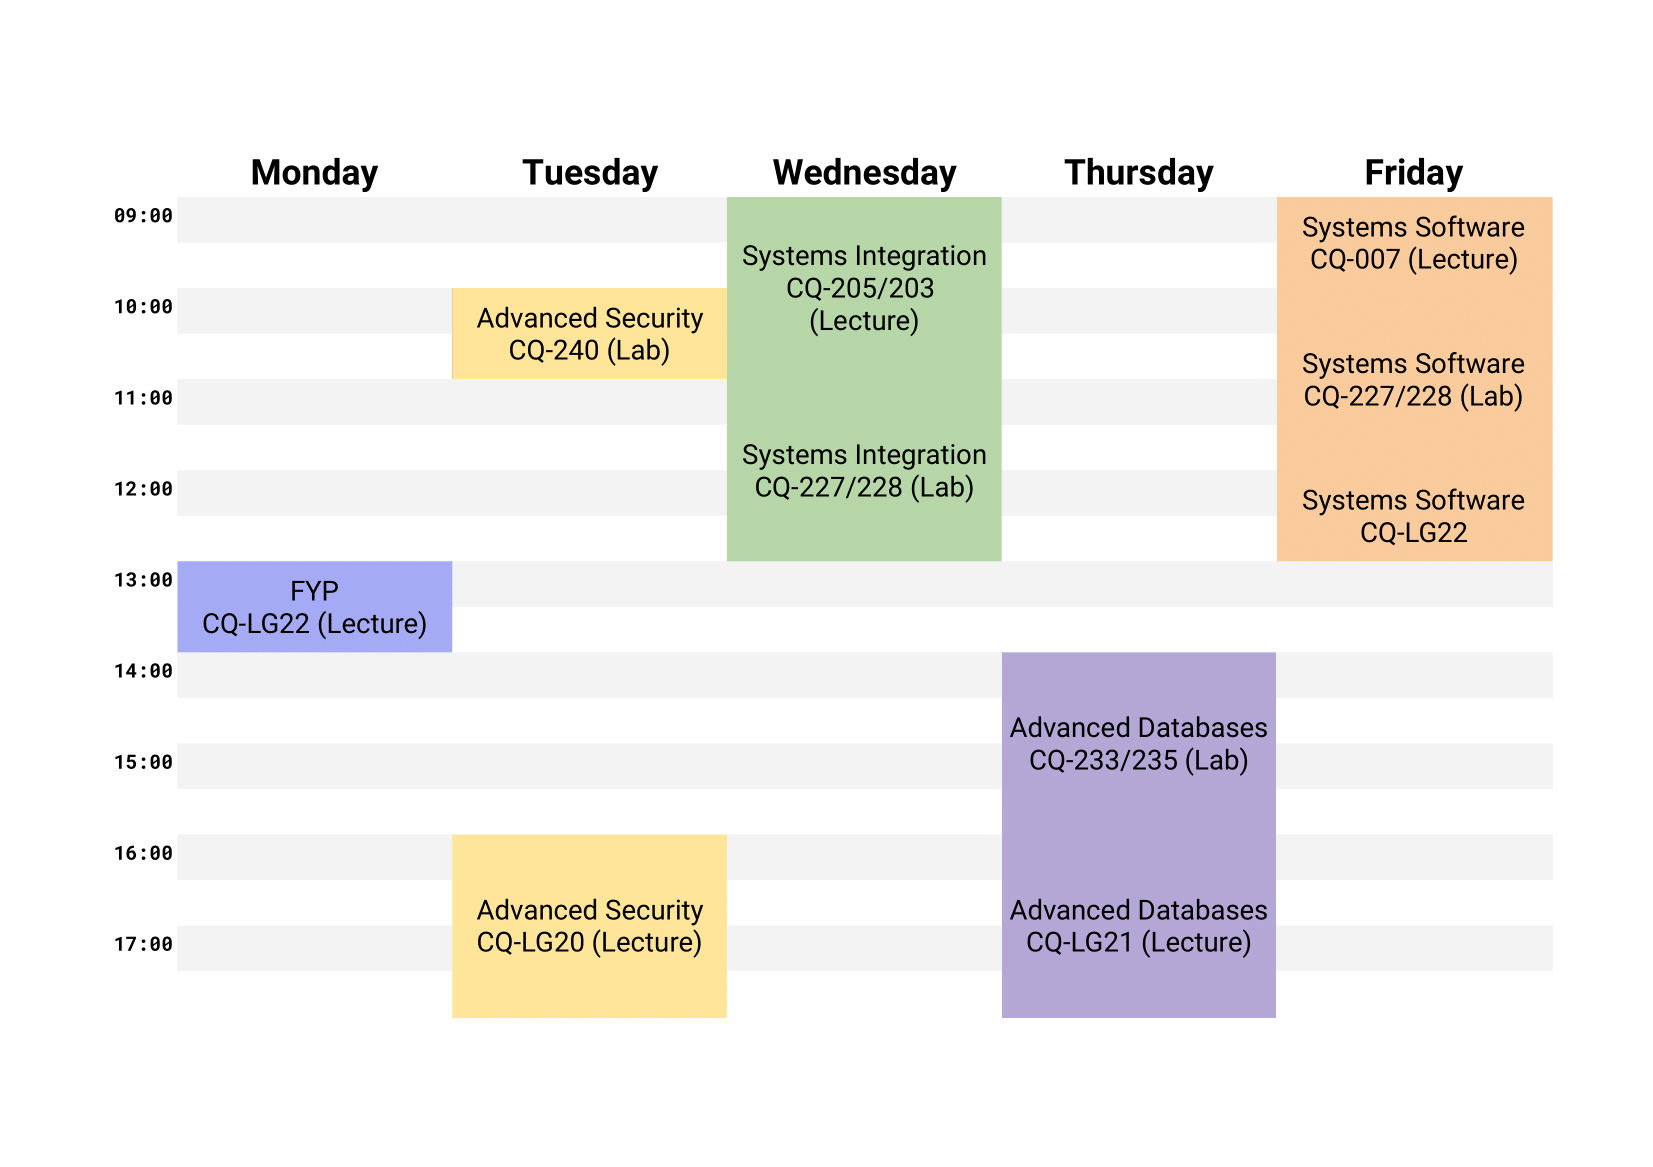 Monday
Tuesday
Wednesday
Thursday
Friday
09:00
Systems Integration
CQ-205/203
(Lecture)
Systems Software
CQ-007 (Lecture)
10:00
Advanced Security
CQ-240 (Lab)
Systems Software
CQ-227/228 (Lab)
11:00
Systems Integration
CQ-227/228 (Lab)
12:00
Systems Software
CQ-LG22
13:00
FYP
CQ-LG22 (Lecture)
14:00
Advanced Databases
CQ-233/235 (Lab)
15:00
16:00
Advanced Security
CQ-LG20 (Lecture)
Advanced Databases
CQ-LG21 (Lecture)
17:00